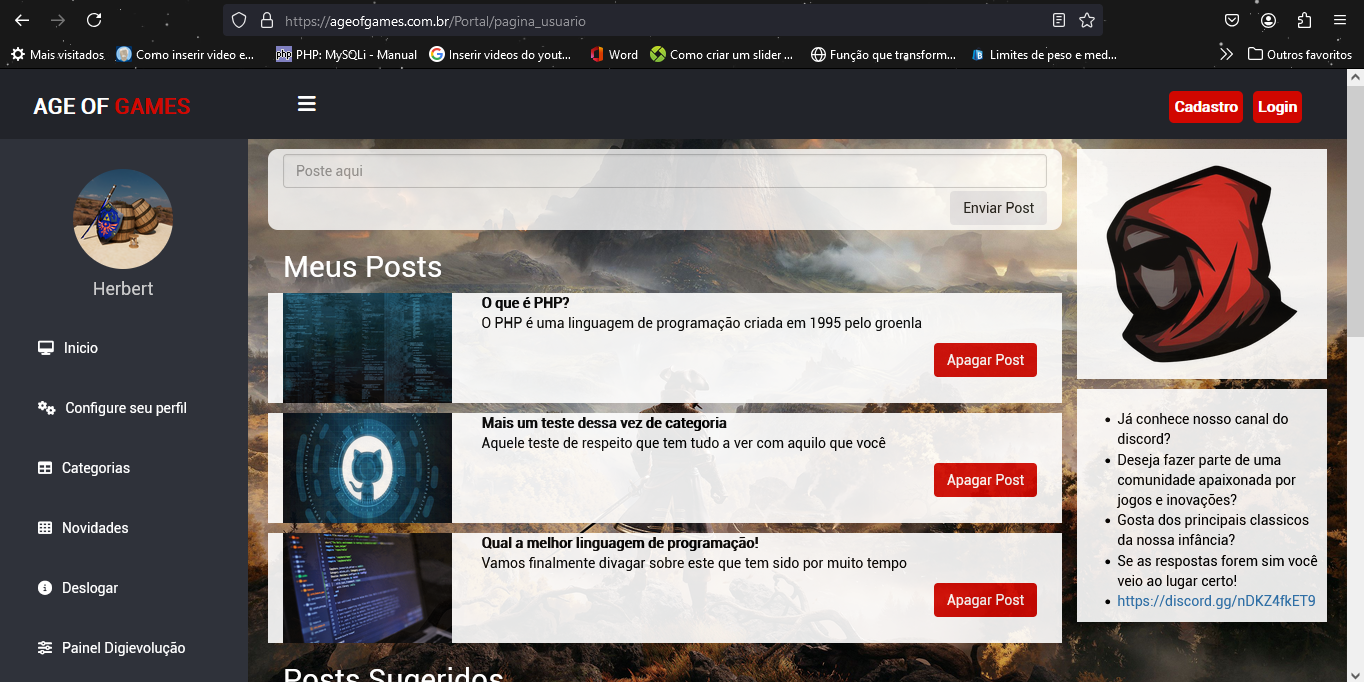 https://ageofgames.com.br/Portal/pagina_usuario
Mais visitados
Como inserir video e...
php PHP: MySQLi - Manual
Inserir videos do yout...
Word
Como criar um slider ...
Função que transform...
Limites de peso e med...
Outros favoritos
AGE OF GAMES
Cadastro
Login
Herbert
Inicio
Configure seu perfil
Categorias
Novidades
Deslogar
Painel Digievolução
Poste aqui
Enviar Post
Meus Posts
O que é PHP?
O PHP é uma linguagem de programação criada em 1995 pelo groenla
Apagar Post
Mais um teste dessa vez de categoria
Aquele teste de respeito que tem tudo a ver com aquilo que você
Apagar Post
Qual a melhor linguagem de programação!
Vamos finalmente divagar sobre este que tem sido por muito tempo
Apagar Post
Posts Sugeridos
Já conhece nosso canal do
discord?
Deseja fazer parte de uma
comunidade apaixonada por
jogos e inovações?
Gosta dos principais classicos
da nossa infância?
Se as respostas forem sim você
veio ao lugar certo!
https://discord.gg/nDKZ4fkET9